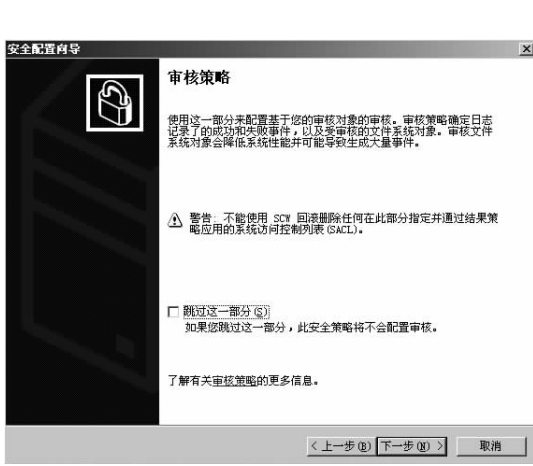 安全配置向导
审核策略
使用这一部分来配置基于您的审核对象的审核。审核策略确定日志
记录了的成功和失败事件，以及受审核的文件系统对象。审核文件
系统对象会降低系统性能并可能导致生成大量事件。
警告: 不能使用 SCW 回滚删除任何在此部分指定并通过结果策
略应用的系统访问控制列表(SACL)。
跳过这一部分(S)
如果您跳过这一部分，此安全策略将不会配置审核。
了解有关审核策略的更多信息。
< 上一步(B) 下一步(N) > 取消